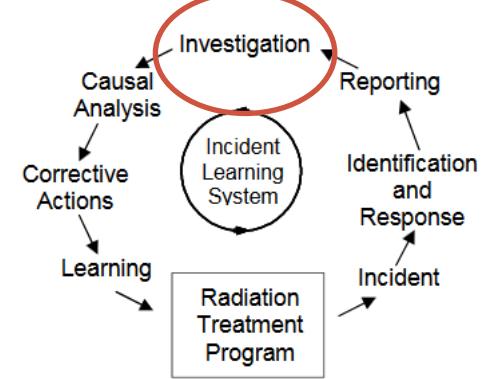 Investigation
Causal
Analysis
Reporting
Incident
Learning
System
Corrective
Actions
Identification
and
Response
Learning
Incident
Radiation
Treatment
Program